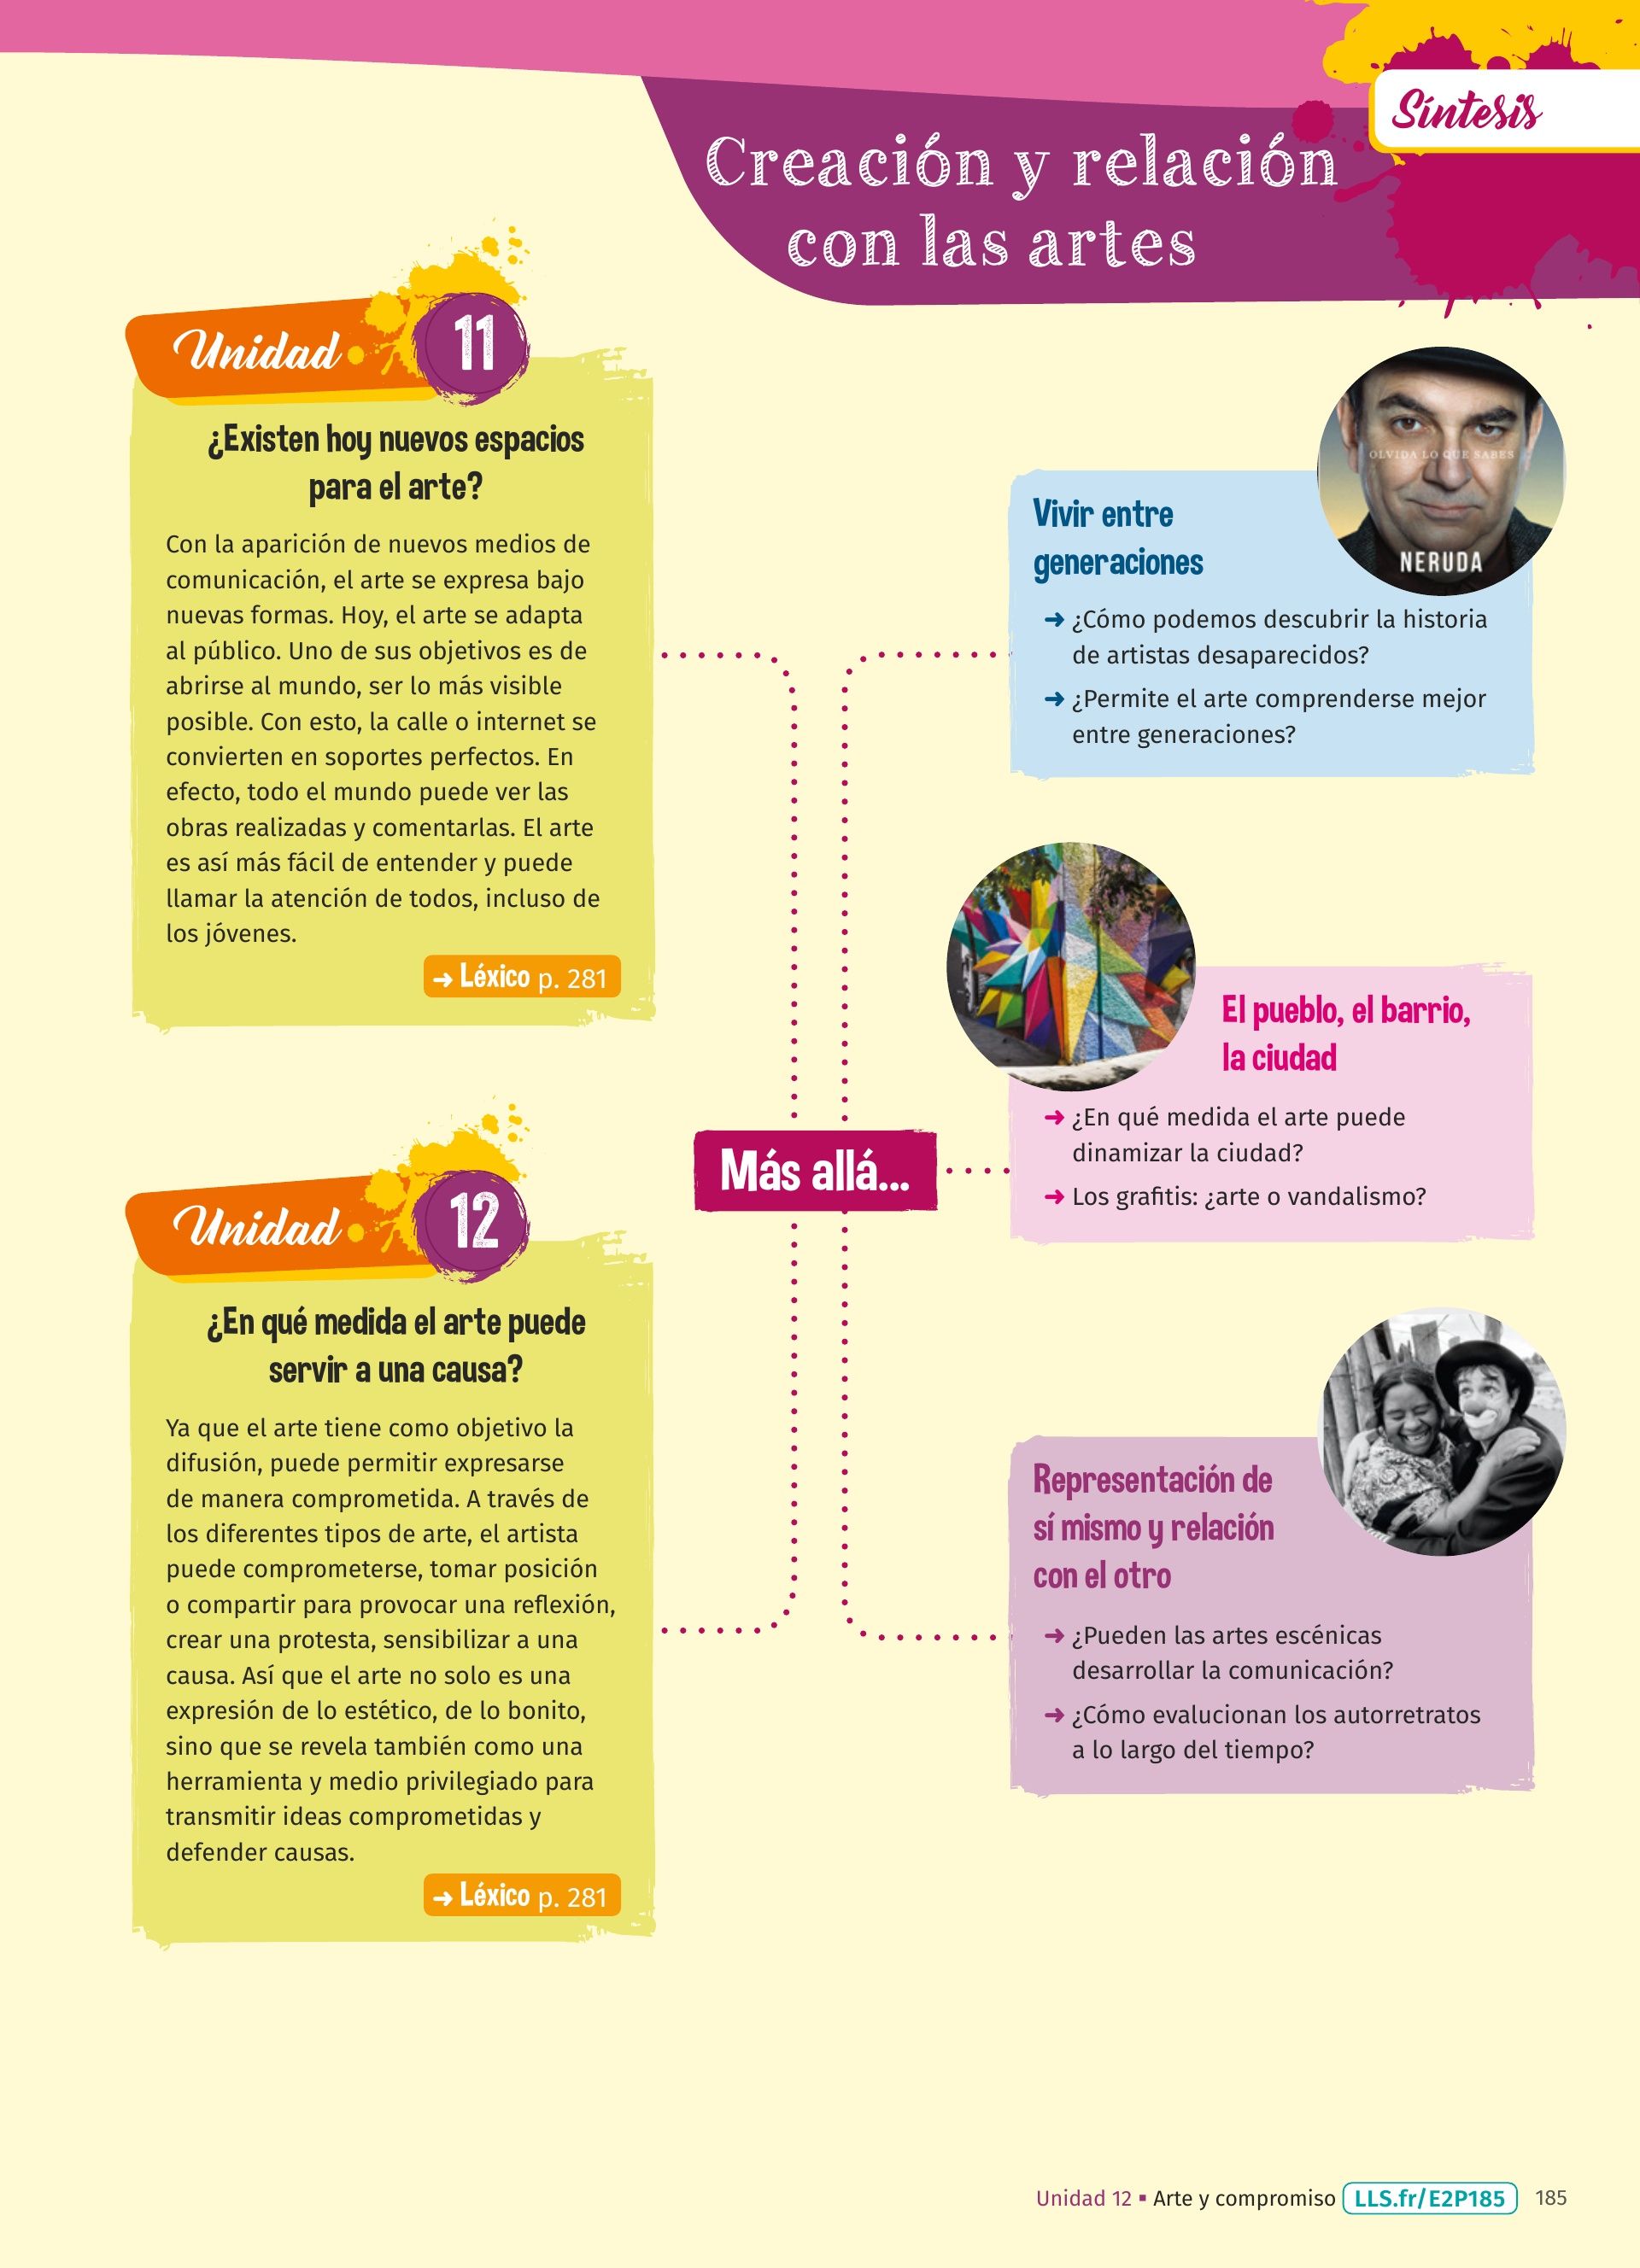 Síntesis
Creación y relación
con las artes
Unidad 11
¿Existen hoy nuevos espacios
para el arte?
Con la aparición de nuevos medios de
comunicación, el arte se expresa bajo
nuevas formas. Hoy, el arte se adapta
al público. Uno de sus objetivos es de
abrirse al mundo, ser lo más visible
posible. Con esto, la calle o internet se
convierten en soportes perfectos. En
efecto, todo el mundo puede ver las
obras realizadas y comentarlas. El arte
es así más fácil de entender y puede
llamar la atención de todos, incluso de
los jóvenes.
➜ Léxico p. 281
Unidad 12
¿En qué medida el arte puede
servir a una causa?
Ya que el arte tiene como objetivo la
difusión, puede permitir expresarse
de manera comprometida. A través de
los diferentes tipos de arte, el artista
puede comprometerse, tomar posición
o compartir para provocar una reflexión,
crear una protesta, sensibilizar a una
causa. Así que el arte no solo es una
expresión de lo estético, de lo bonito,
sino que se revela también como una
herramienta y medio privilegiado para
transmitir ideas comprometidas y
defender causas.
➜ Léxico p. 281
Más allá...
OLVIDA LO QUE SABES
NERUDA
Vivir entre
generaciones
➜ ¿Cómo podemos descubrir la historia
de artistas desaparecidos?
➜ ¿Permite el arte comprenderse mejor
entre generaciones?
El pueblo, el barrio,
la ciudad
➜ ¿En qué medida el arte puede
dinamizar la ciudad?
➜ Los grafitis: ¿arte o vandalismo?
Representación de
sí mismo y relación
con el otro
➜ ¿Pueden las artes escénicas
desarrollar la comunicación?
➜ ¿Cómo evalucionan los autorretratos
a lo largo del tiempo?
Unidad 12 ▪ Arte y compromiso LLS.fr/E2P185 185